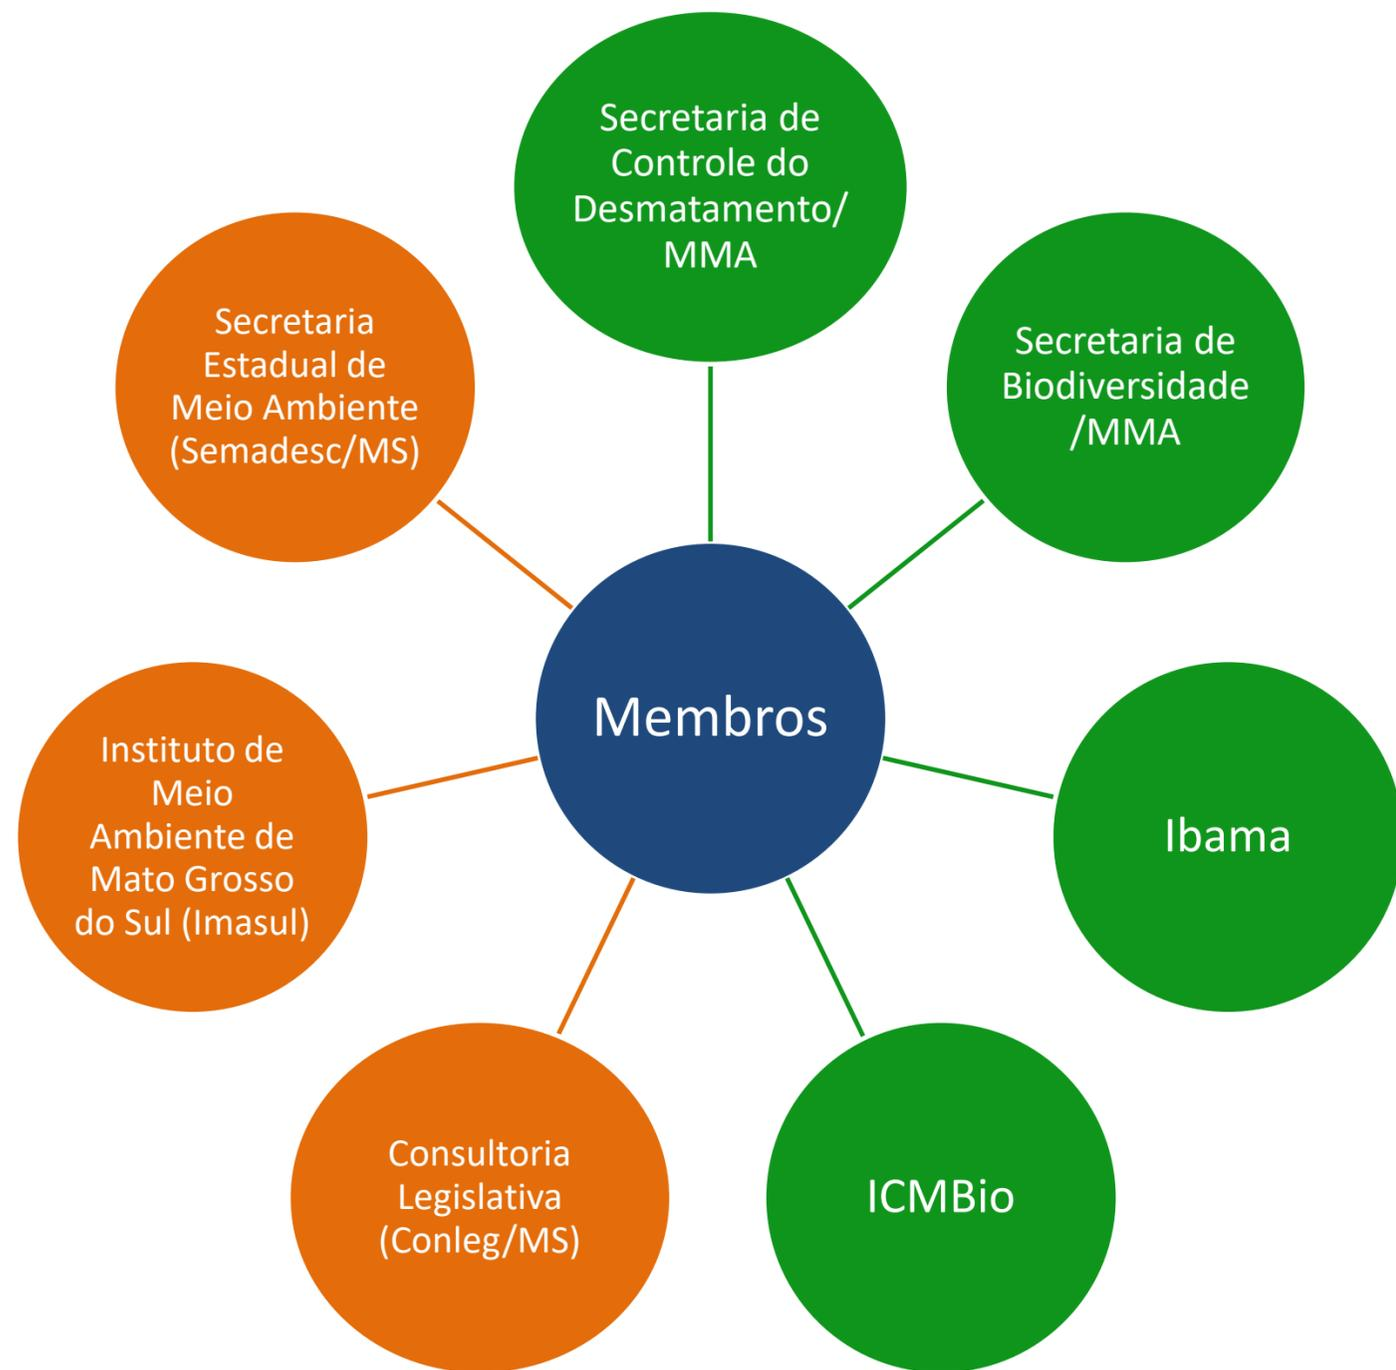 Secretaria de
Controle do
Desmatamento/
MMA
Secretaria de
Biodiversidade
/MMA
Ibama
ICMBio
Consultoria
Legislativa
(Conleg/MS)
Instituto de
Meio
Ambiente de
Mato Grosso
do Sul (Imasul)
Secretaria
Estadual de
Meio Ambiente
(Semadesc/MS)
Membros